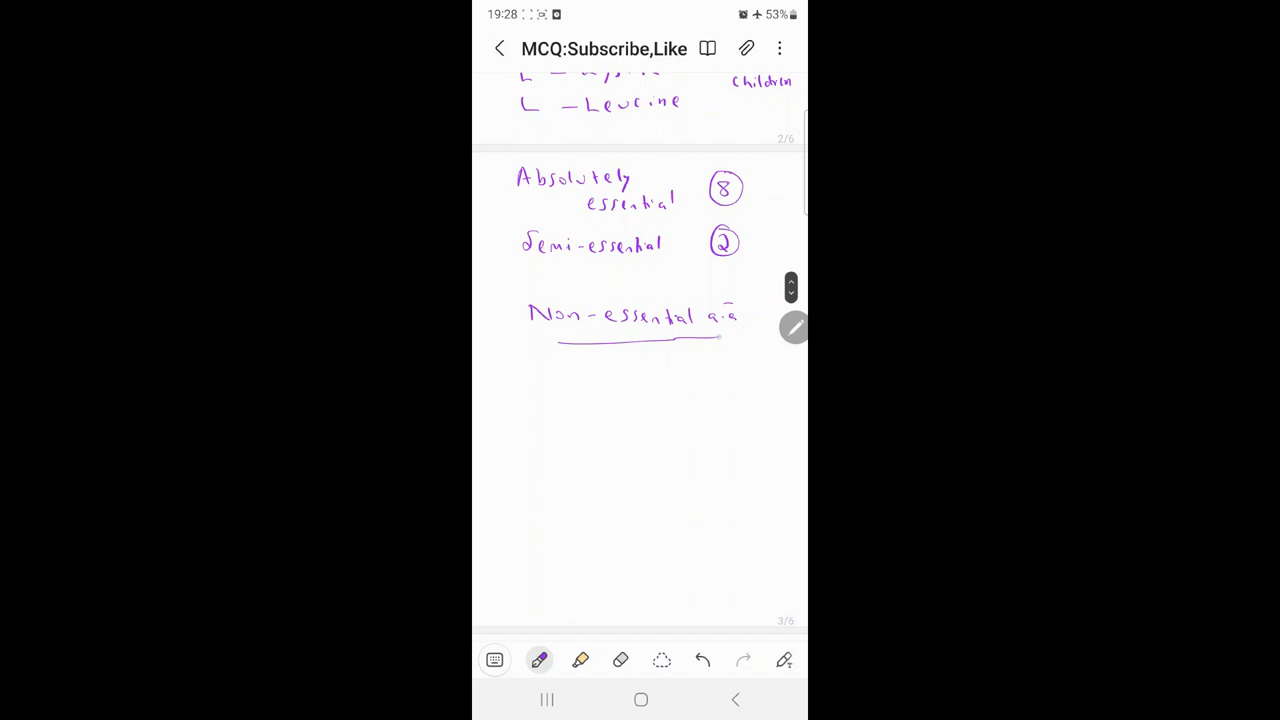 19:28 53%
MCQ:Subscribe,Like
Children
L - Leucine
2/6
Absolutely
essential 8
Semi-essential 2
Non-essential a.a
3/6